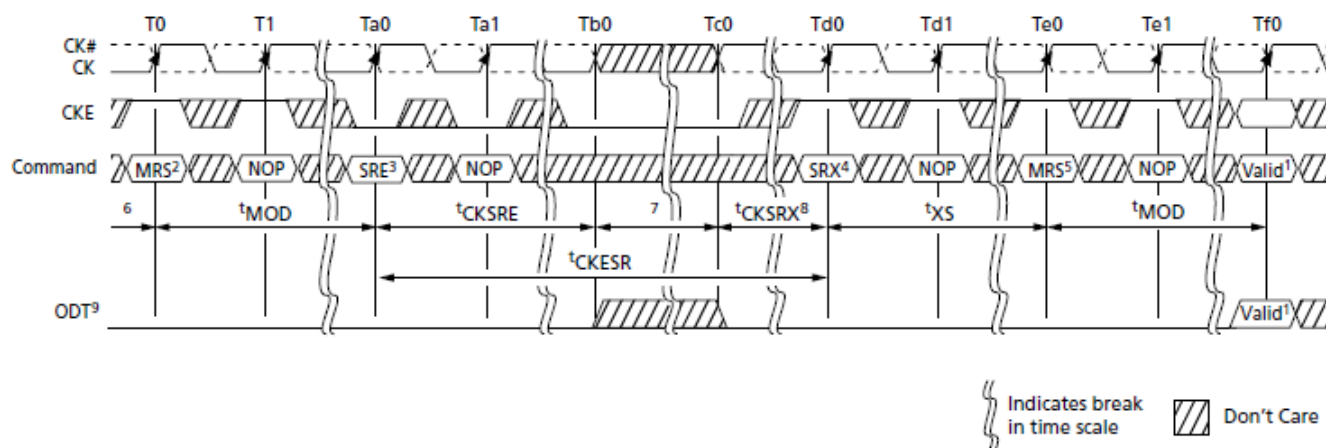 T0 T1 Ta0 Ta1 Tb0 Tc0 Td0 Td1 Te0 Te1 Tf0
CK#
CK
CKE
Command MRS2 NOP SRE3 NOP SRX4 NOP MRS5 NOP Valid1
6 tMOD tCKSRE 7 tCKSRX8 tXS tMOD
tCKESR
ODT9 Valid1
Indicates break
in time scale
Don't Care